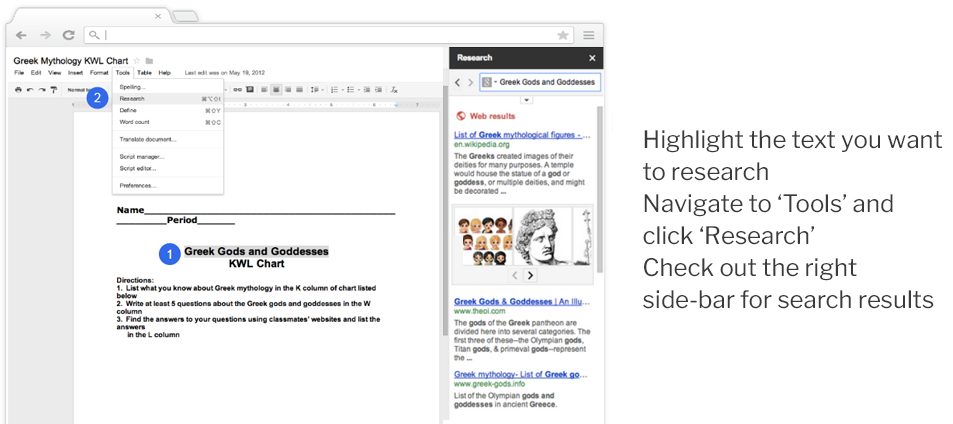 Greek Mythology KWL Chart
File Edit View Insert Format Tools Table Help Last edit was on May 19, 2012
Normal
Spelling...
2
Research ⌘⌥⇧I
Define ⌘⇧Y
Word count ⌘⇧C
Translate document...
Script manager...
Script editor...
Preferences...
Name________________________________________
_________Period_______
1
Greek Gods and Goddesses
KWL Chart
Directions:
1. List what you know about Greek mythology in the K column of chart listed
below
2. Write at least 5 questions about the Greek gods and goddesses in the W
column
3. Find the answers to your questions using classmates' websites and list the
answers
in the L column
Research
Greek Gods and Goddesses
Web results
List of Greek mythological figures - ...
en.wikipedia.org
The Greeks created images of their
deities for many purposes. A temple
would house the statue of a god or
goddess, or multiple deities, and might
be decorated ...
Greek Gods & Goddesses | An Illu...
www.theoi.com
The gods of the Greek pantheon are
divided here into several categories. The
first three of these--the Olympian gods,
Titan gods, & primeval gods--represent
the ...
Greek mythology- List of Greek go...
www.greek-gods.info
List of the Olympian gods and
goddesses in ancient Greece.
Highlight the text you want
to research
Navigate to ‘Tools’ and
click ‘Research’
Check out the right
side-bar for search results